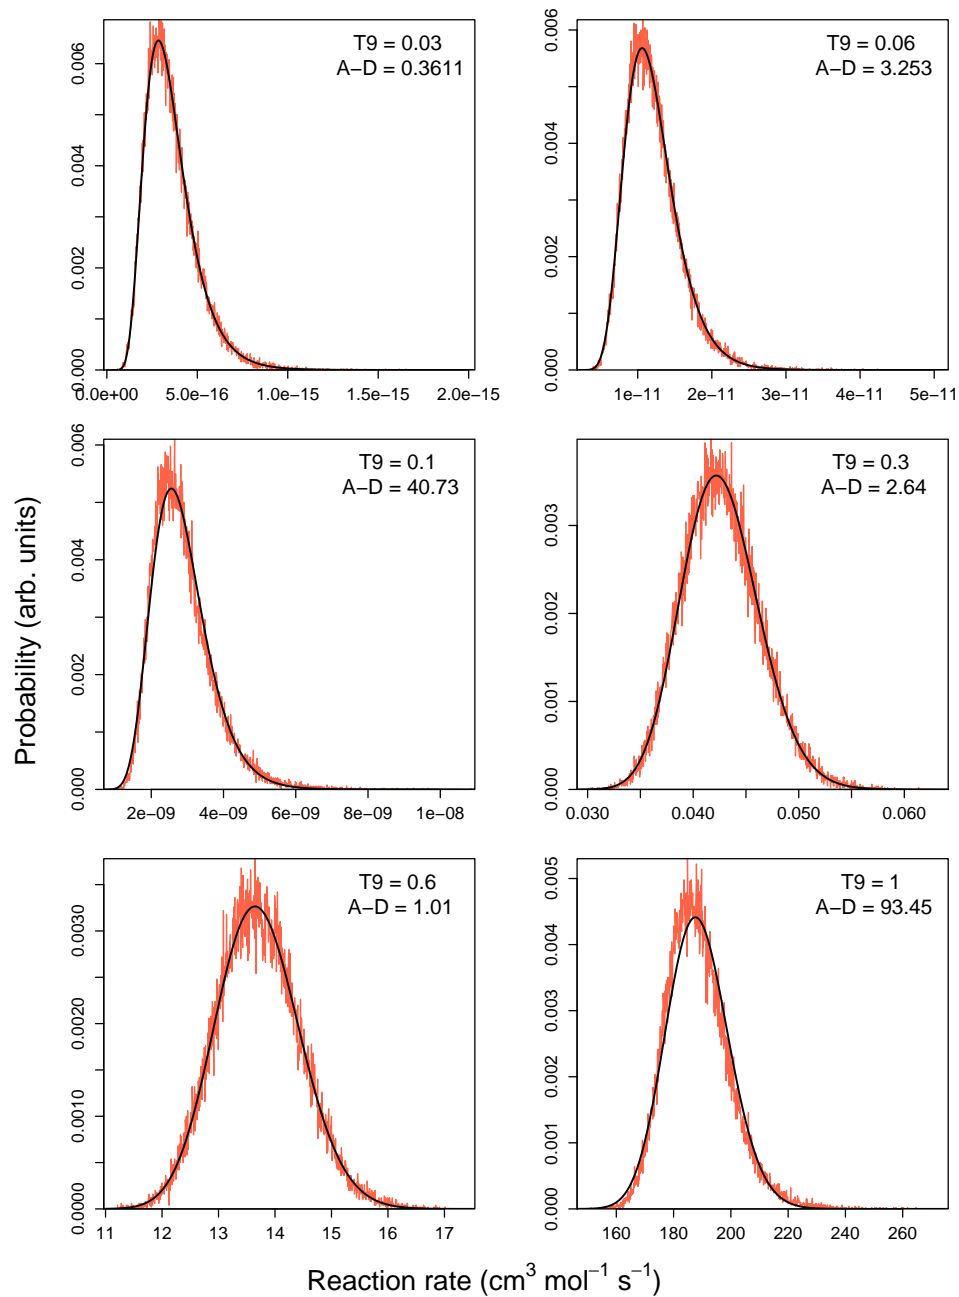 T9 = 0.03
A−D = 0.3611
0.006
0.004
0.002
0.000
0.0e+00 5.0e−16 1.0e−15 1.5e−15 2.0e−15
T9 = 0.06
A−D = 3.253
0.006
0.004
0.002
0.000
1e−11 2e−11 3e−11 4e−11 5e−11
Probability (arb. units)
T9 = 0.1
A−D = 40.73
0.006
0.004
0.002
0.000
2e−09 4e−09 6e−09 8e−09 1e−08
T9 = 0.3
A−D = 2.64
0.003
0.002
0.001
0.000
0.030 0.040 0.050 0.060
T9 = 0.6
A−D = 1.01
0.0030
0.0020
0.0010
0.0000
11 12 13 14 15 16 17
T9 = 1
A−D = 93.45
0.005
0.004
0.003
0.002
0.001
0.000
160 180 200 220 240 260
Reaction rate (cm³ mol⁻¹ s⁻¹)